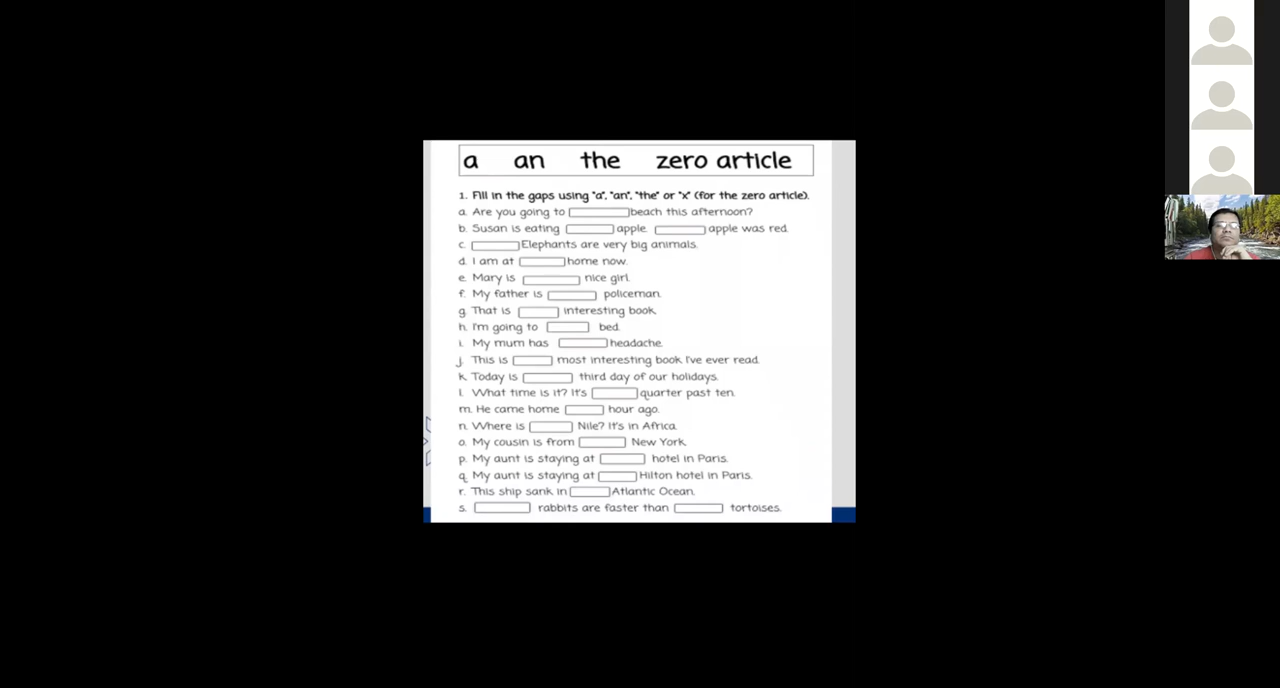 a an the zero article
1. Fill in the gaps using "a", "an", "the" or "x" (for the zero article).
a. Are you going to beach this afternoon?
b. Susan is eating apple. apple was red.
c. Elephants are very big animals.
d. I am at home now.
e. Mary is nice girl.
f. My father is policeman.
g. That is interesting book.
h. I'm going to bed.
i. My mum has headache.
j. This is most interesting book I've ever read.
k. Today is third day of our holidays.
l. What time is it? It's quarter past ten.
m. He came home hour ago.
n. Where is Nile? It's in Africa.
o. My cousin is from New York.
p. My aunt is staying at hotel in Paris.
q. My aunt is staying at Hilton hotel in Paris.
r. This ship sank in Atlantic Ocean.
s. rabbits are faster than tortoises.